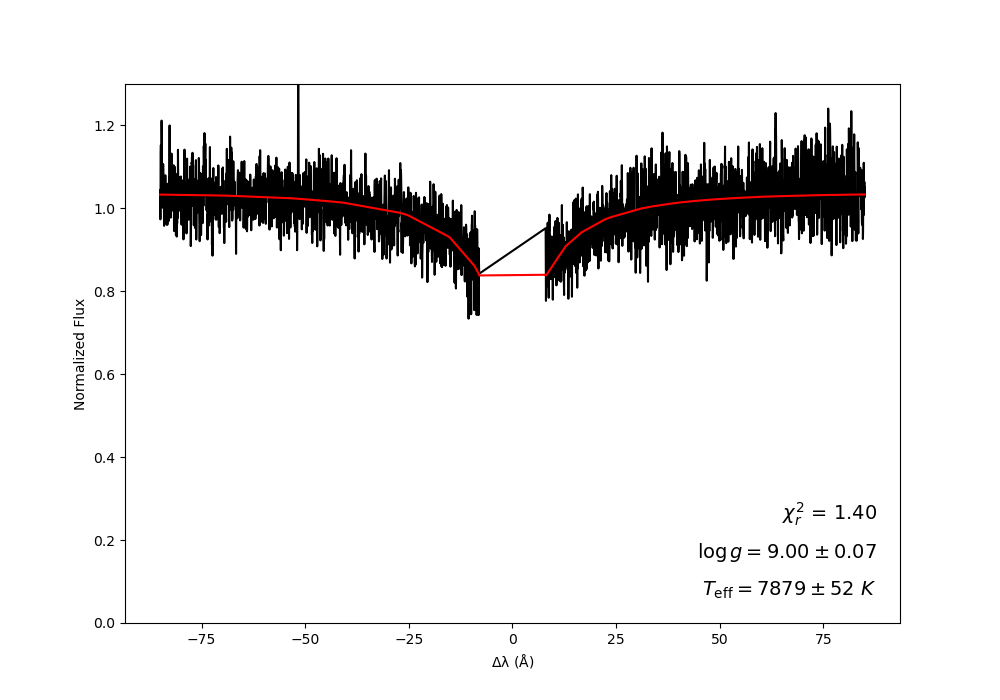 1.2
1.0
0.8
0.6
0.4
0.2
0.0
Normalized Flux
χ²ᵣ = 1.40
log g = 9.00 ± 0.07
T_eff = 7879 ± 52 K
−75 −50 −25 0 25 50 75
Δλ (Å)